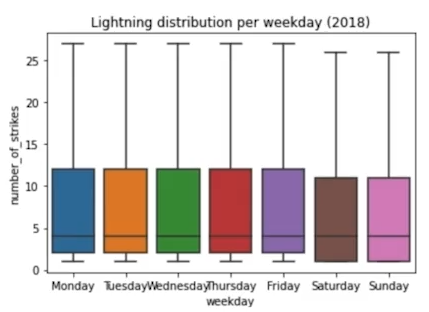 Lightning distribution per weekday (2018)
number_of_strikes
25
20
15
10
5
0
Monday Tuesday Wednesday Thursday Friday Saturday Sunday
weekday